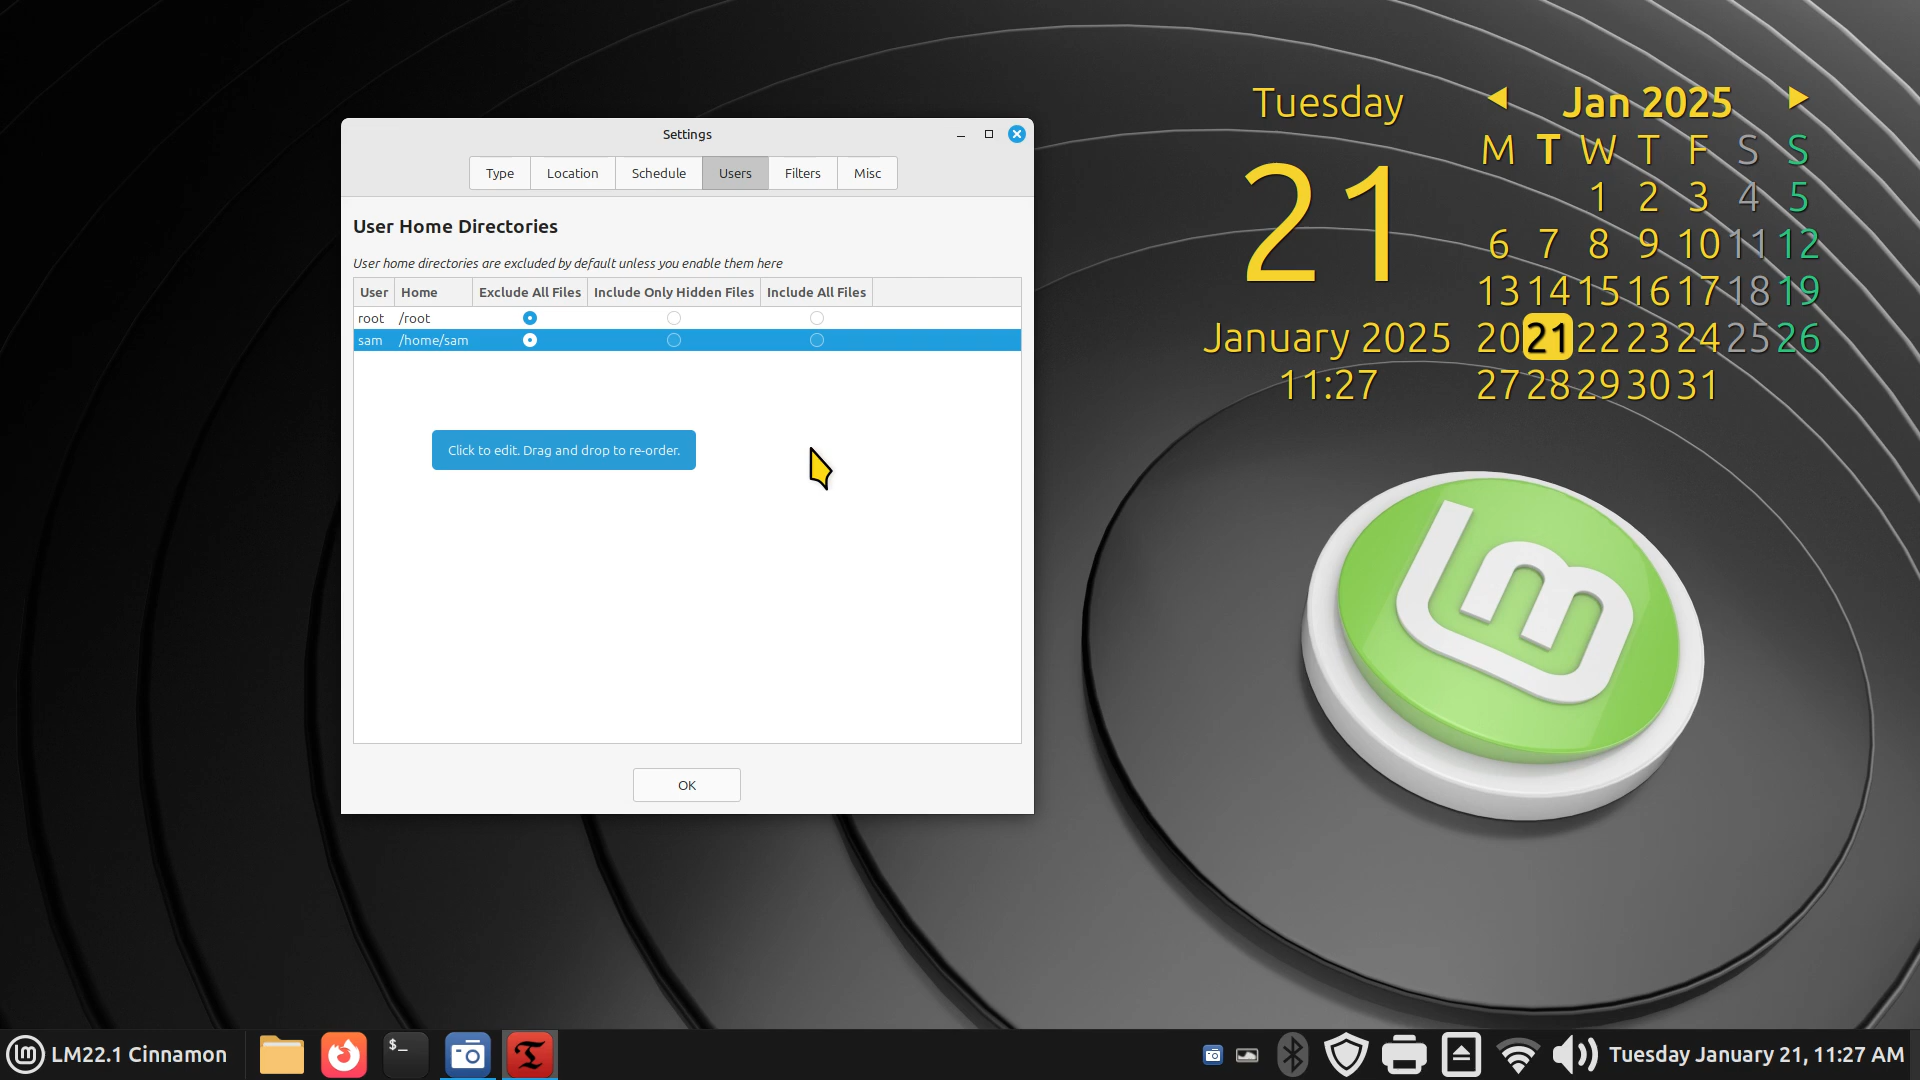 Settings
Type Location Schedule Users Filters Misc
User Home Directories
User home directories are excluded by default unless you enable them here
User Home Exclude All Files Include Only Hidden Files Include All Files
root /root
sam /home/sam
Click to edit. Drag and drop to re-order.
OK
Tuesday
21
January 2025
11:27
Jan 2025
M T W T F S S
1 2 3 4 5
6 7 8 9 10 11 12
13 14 15 16 17 18 19
20 21 22 23 24 25 26
27 28 29 30 31
LM22.1 Cinnamon
$_
Tuesday January 21, 11:27 AM